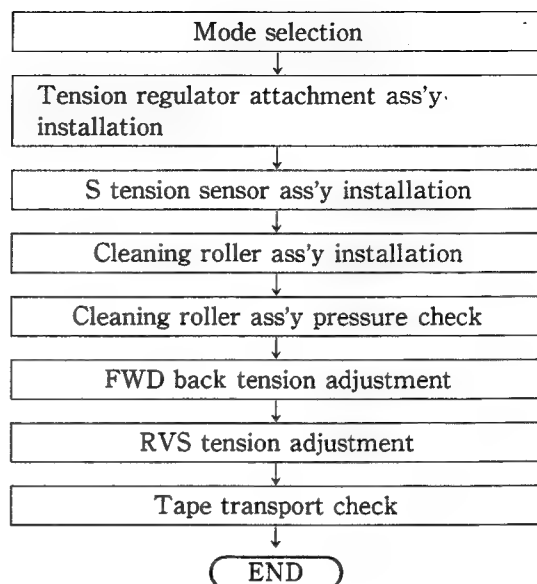 Mode selection
Tension regulator attachment ass'y
installation
S tension sensor ass'y installation
Cleaning roller ass'y installation
Cleaning roller ass'y pressure check
FWD back tension adjustment
RVS tension adjustment
Tape transport check
END